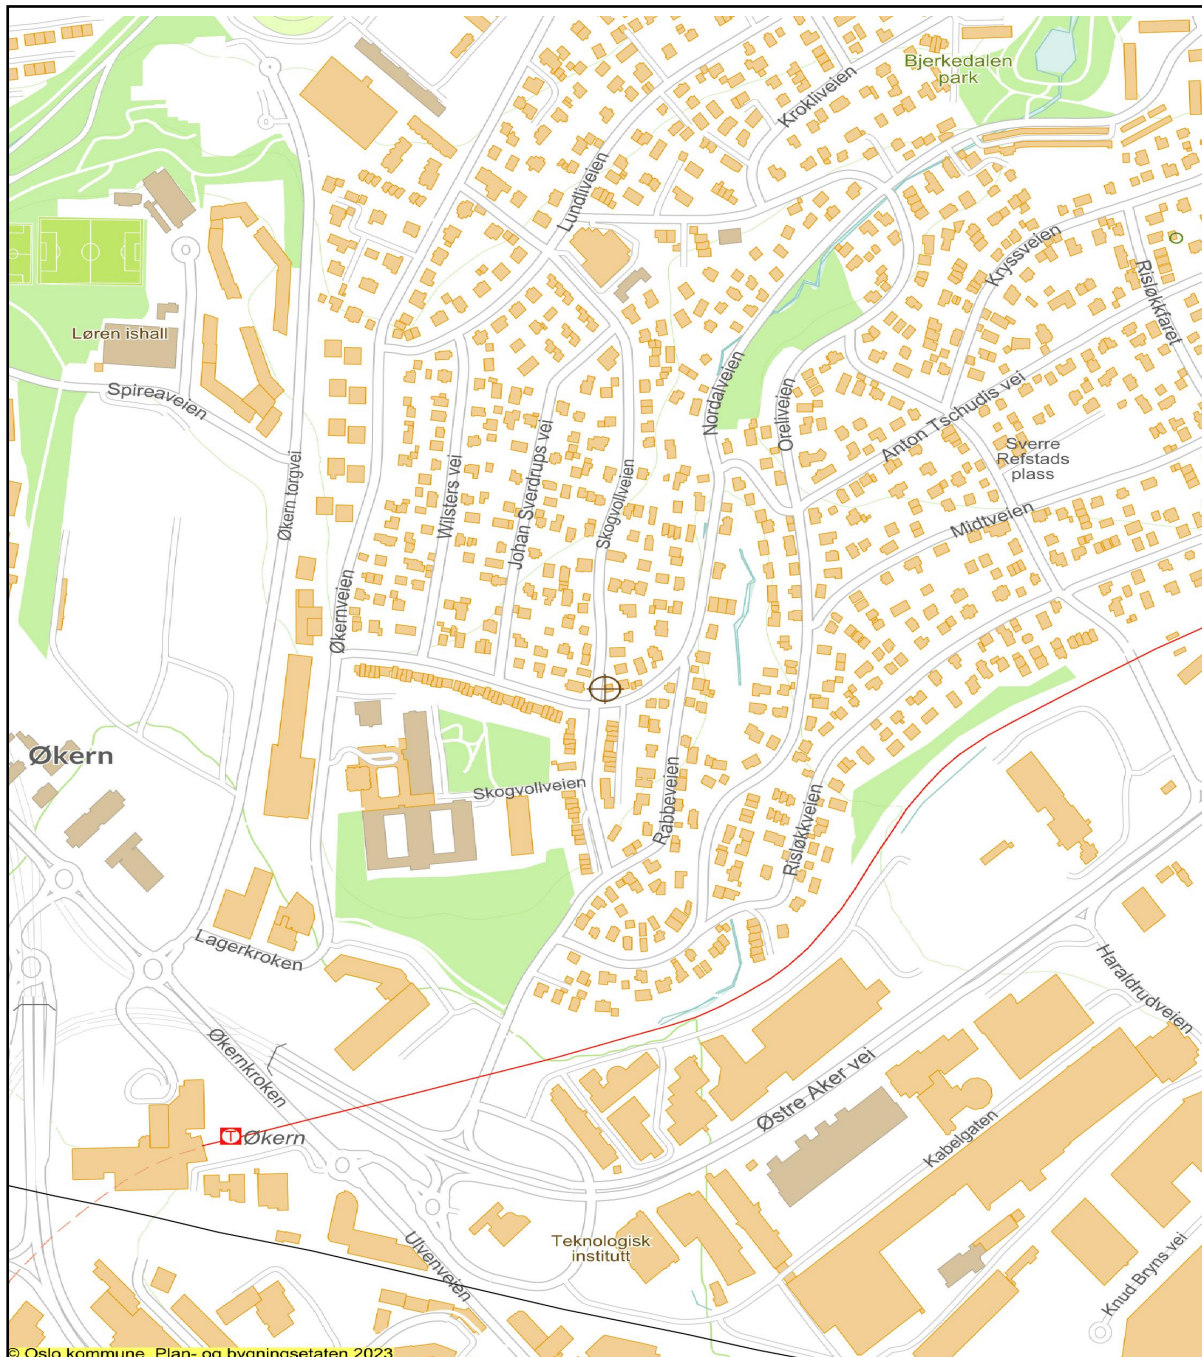 Bjerkedalen
park
Krokliveien
Lundliveien
Kryssveien
Risløkkfaret
Løren ishall
Spireaveien
Nordalveien
Oreliveien
Anton Tschudis vei
Sverre
Refstads
plass
Midtveien
Økern torgvei
Wilsters vei
Johan Sverdrups vei
Skogvollveien
Økernveien
Økern
Skogvollveien
Rabbeveien
Risløkkveien
Lagerkroken
Haraldrudveien
Økernkroken
Østre Aker vei
Kabelgaten
T Økern
Teknologisk
institutt
Ulvenveien
Knud Bryns vei
© Oslo kommune, Plan- og bygningsetaten 2023